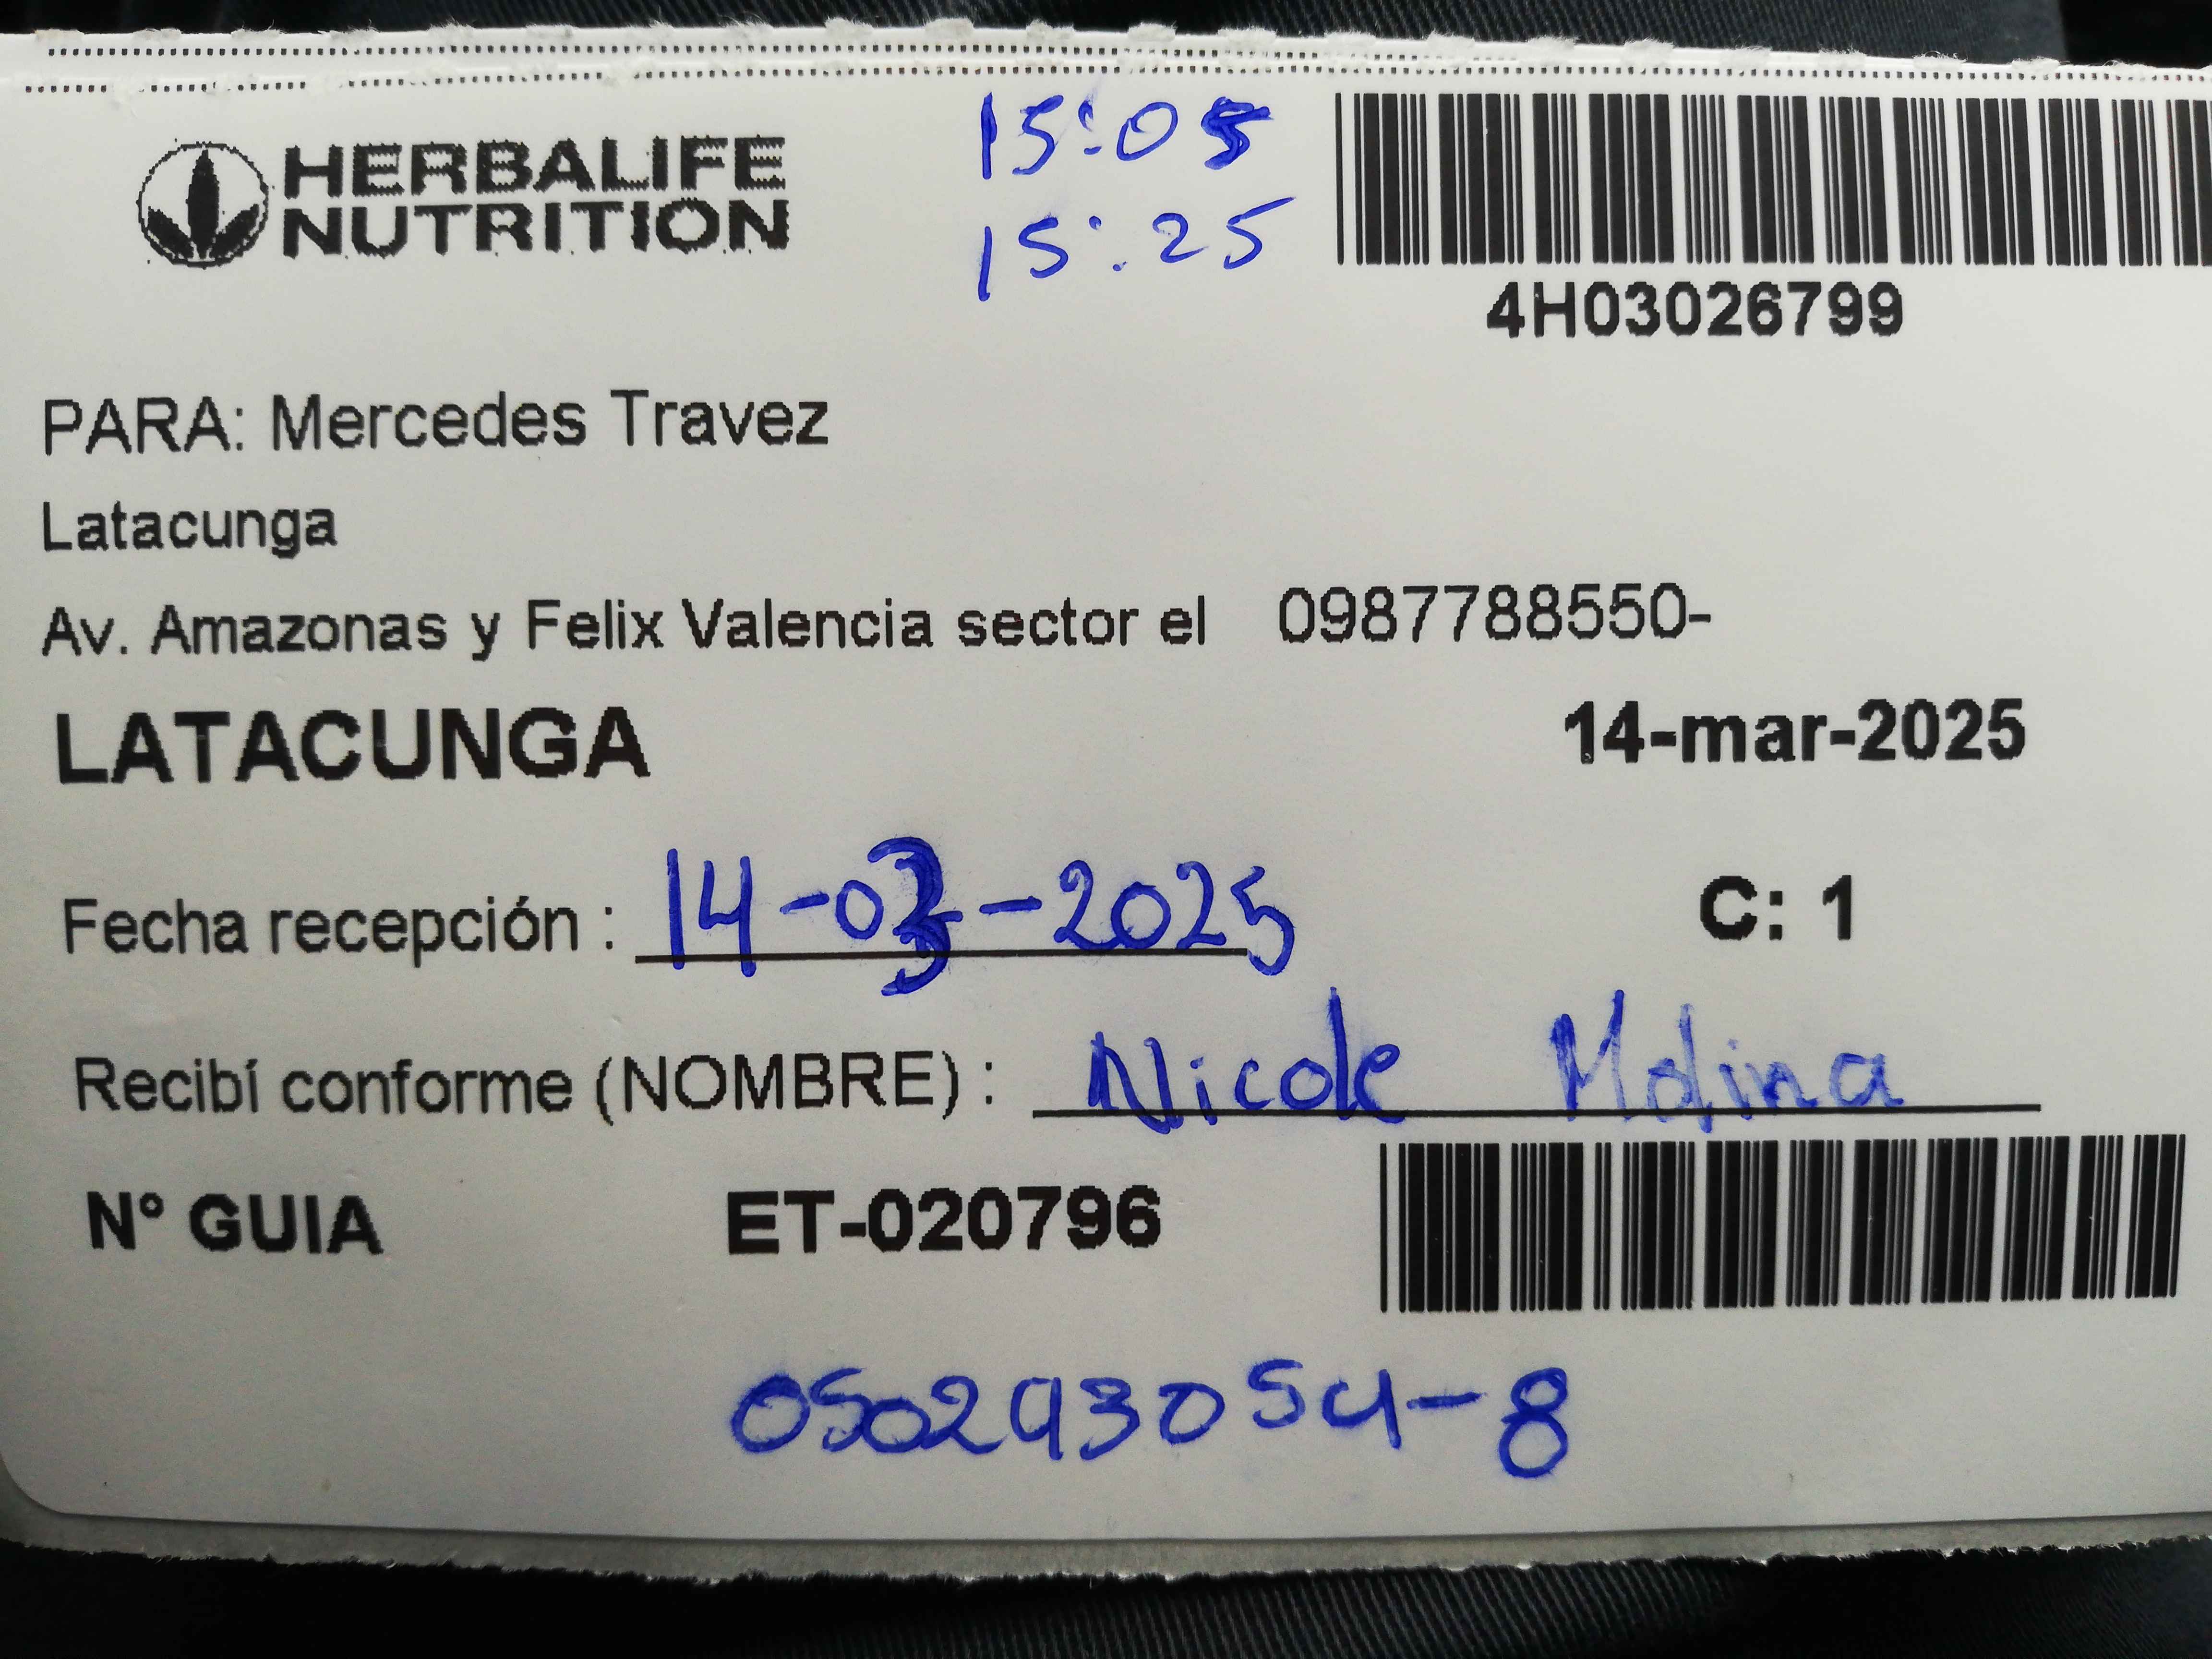 HERBALIFE
NUTRITION
15:05
15:25
4H03026799
PARA: Mercedes Travez
Latacunga
Av. Amazonas y Felix Valencia sector el 0987788550-
LATACUNGA 14-mar-2025
Fecha recepción : 14-03-2025 C: 1
Recibí conforme (NOMBRE) : Nicole Molina
N° GUIA ET-020796
050293054-8